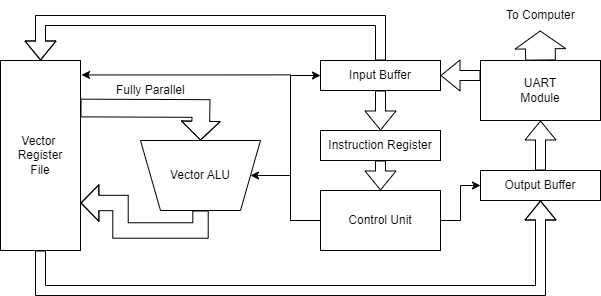 To Computer
Input Buffer
UART
Module
Fully Parallel
Vector
Register
File
Instruction Register
Vector ALU
Output Buffer
Control Unit